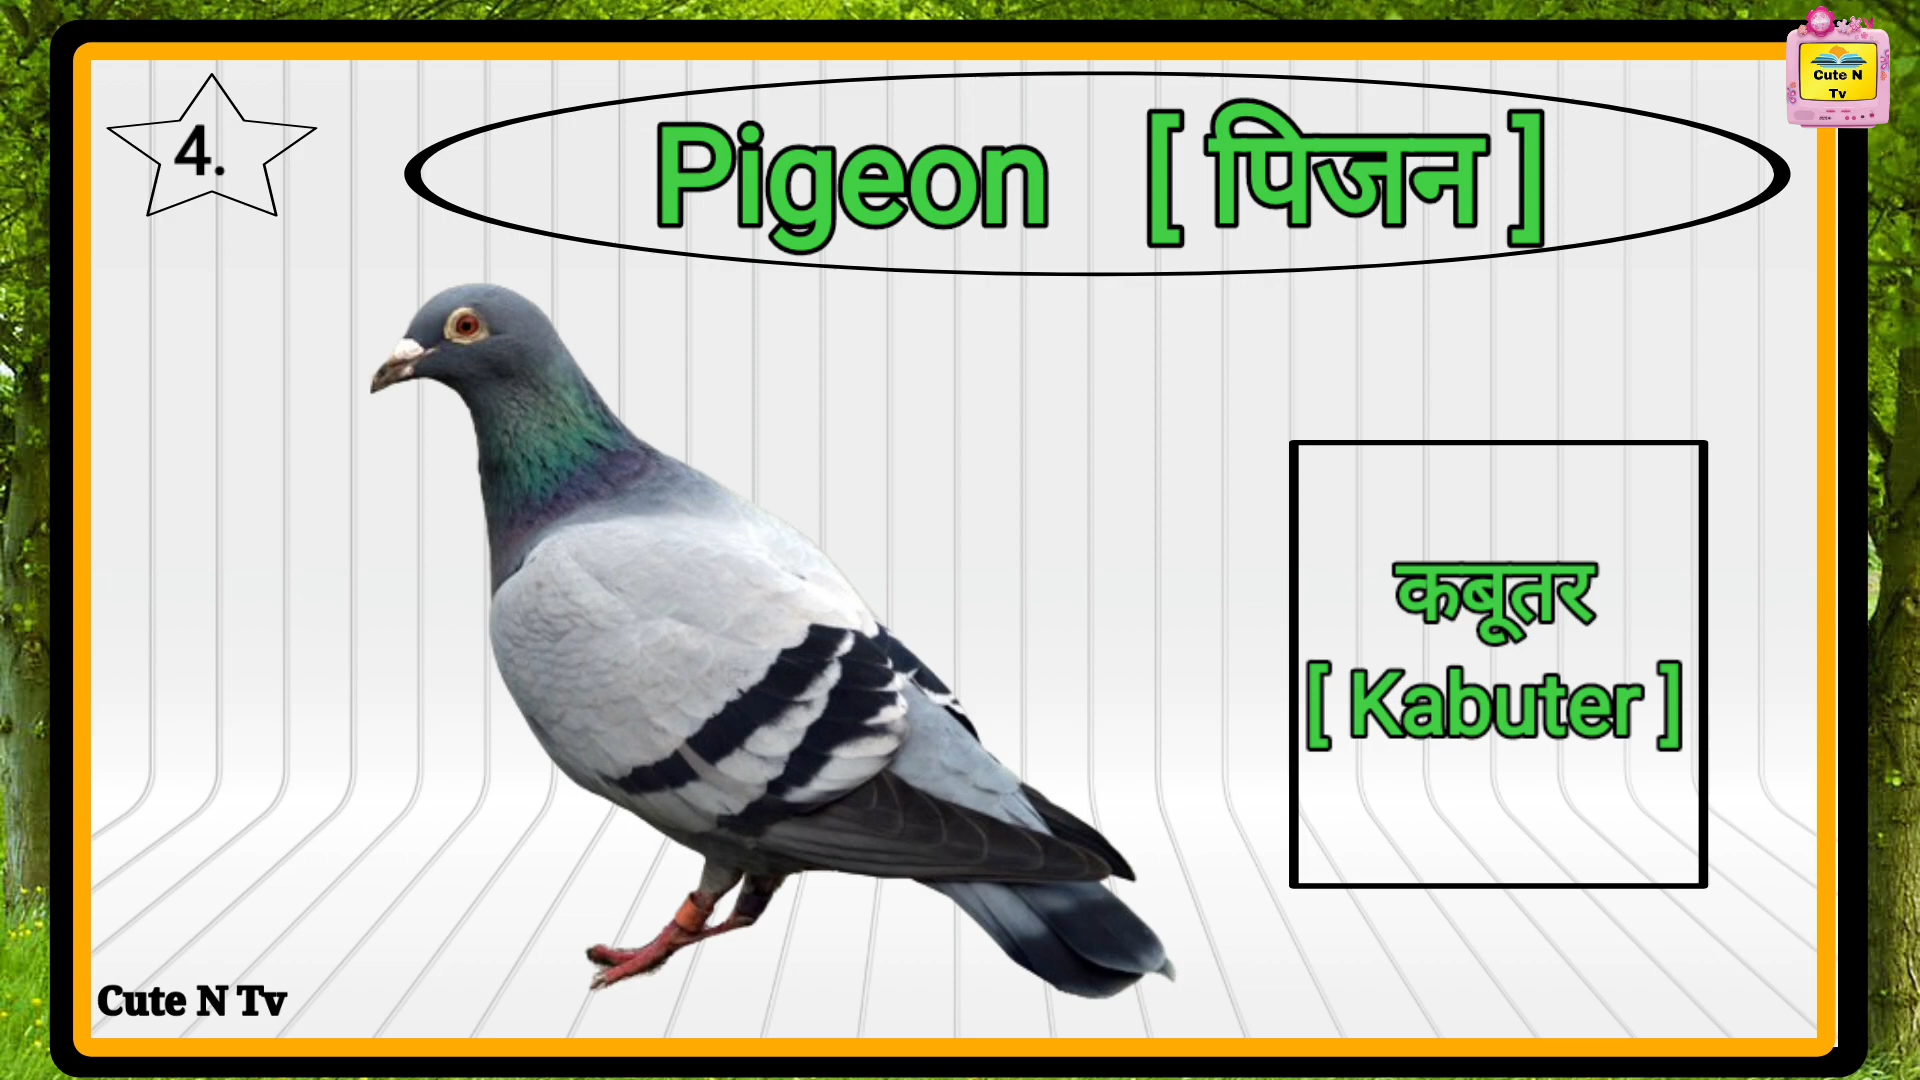 4.
Pigeon [ पिजन ]
Cute N
Tv
कबूतर
[ Kabuter ]
Cute N Tv